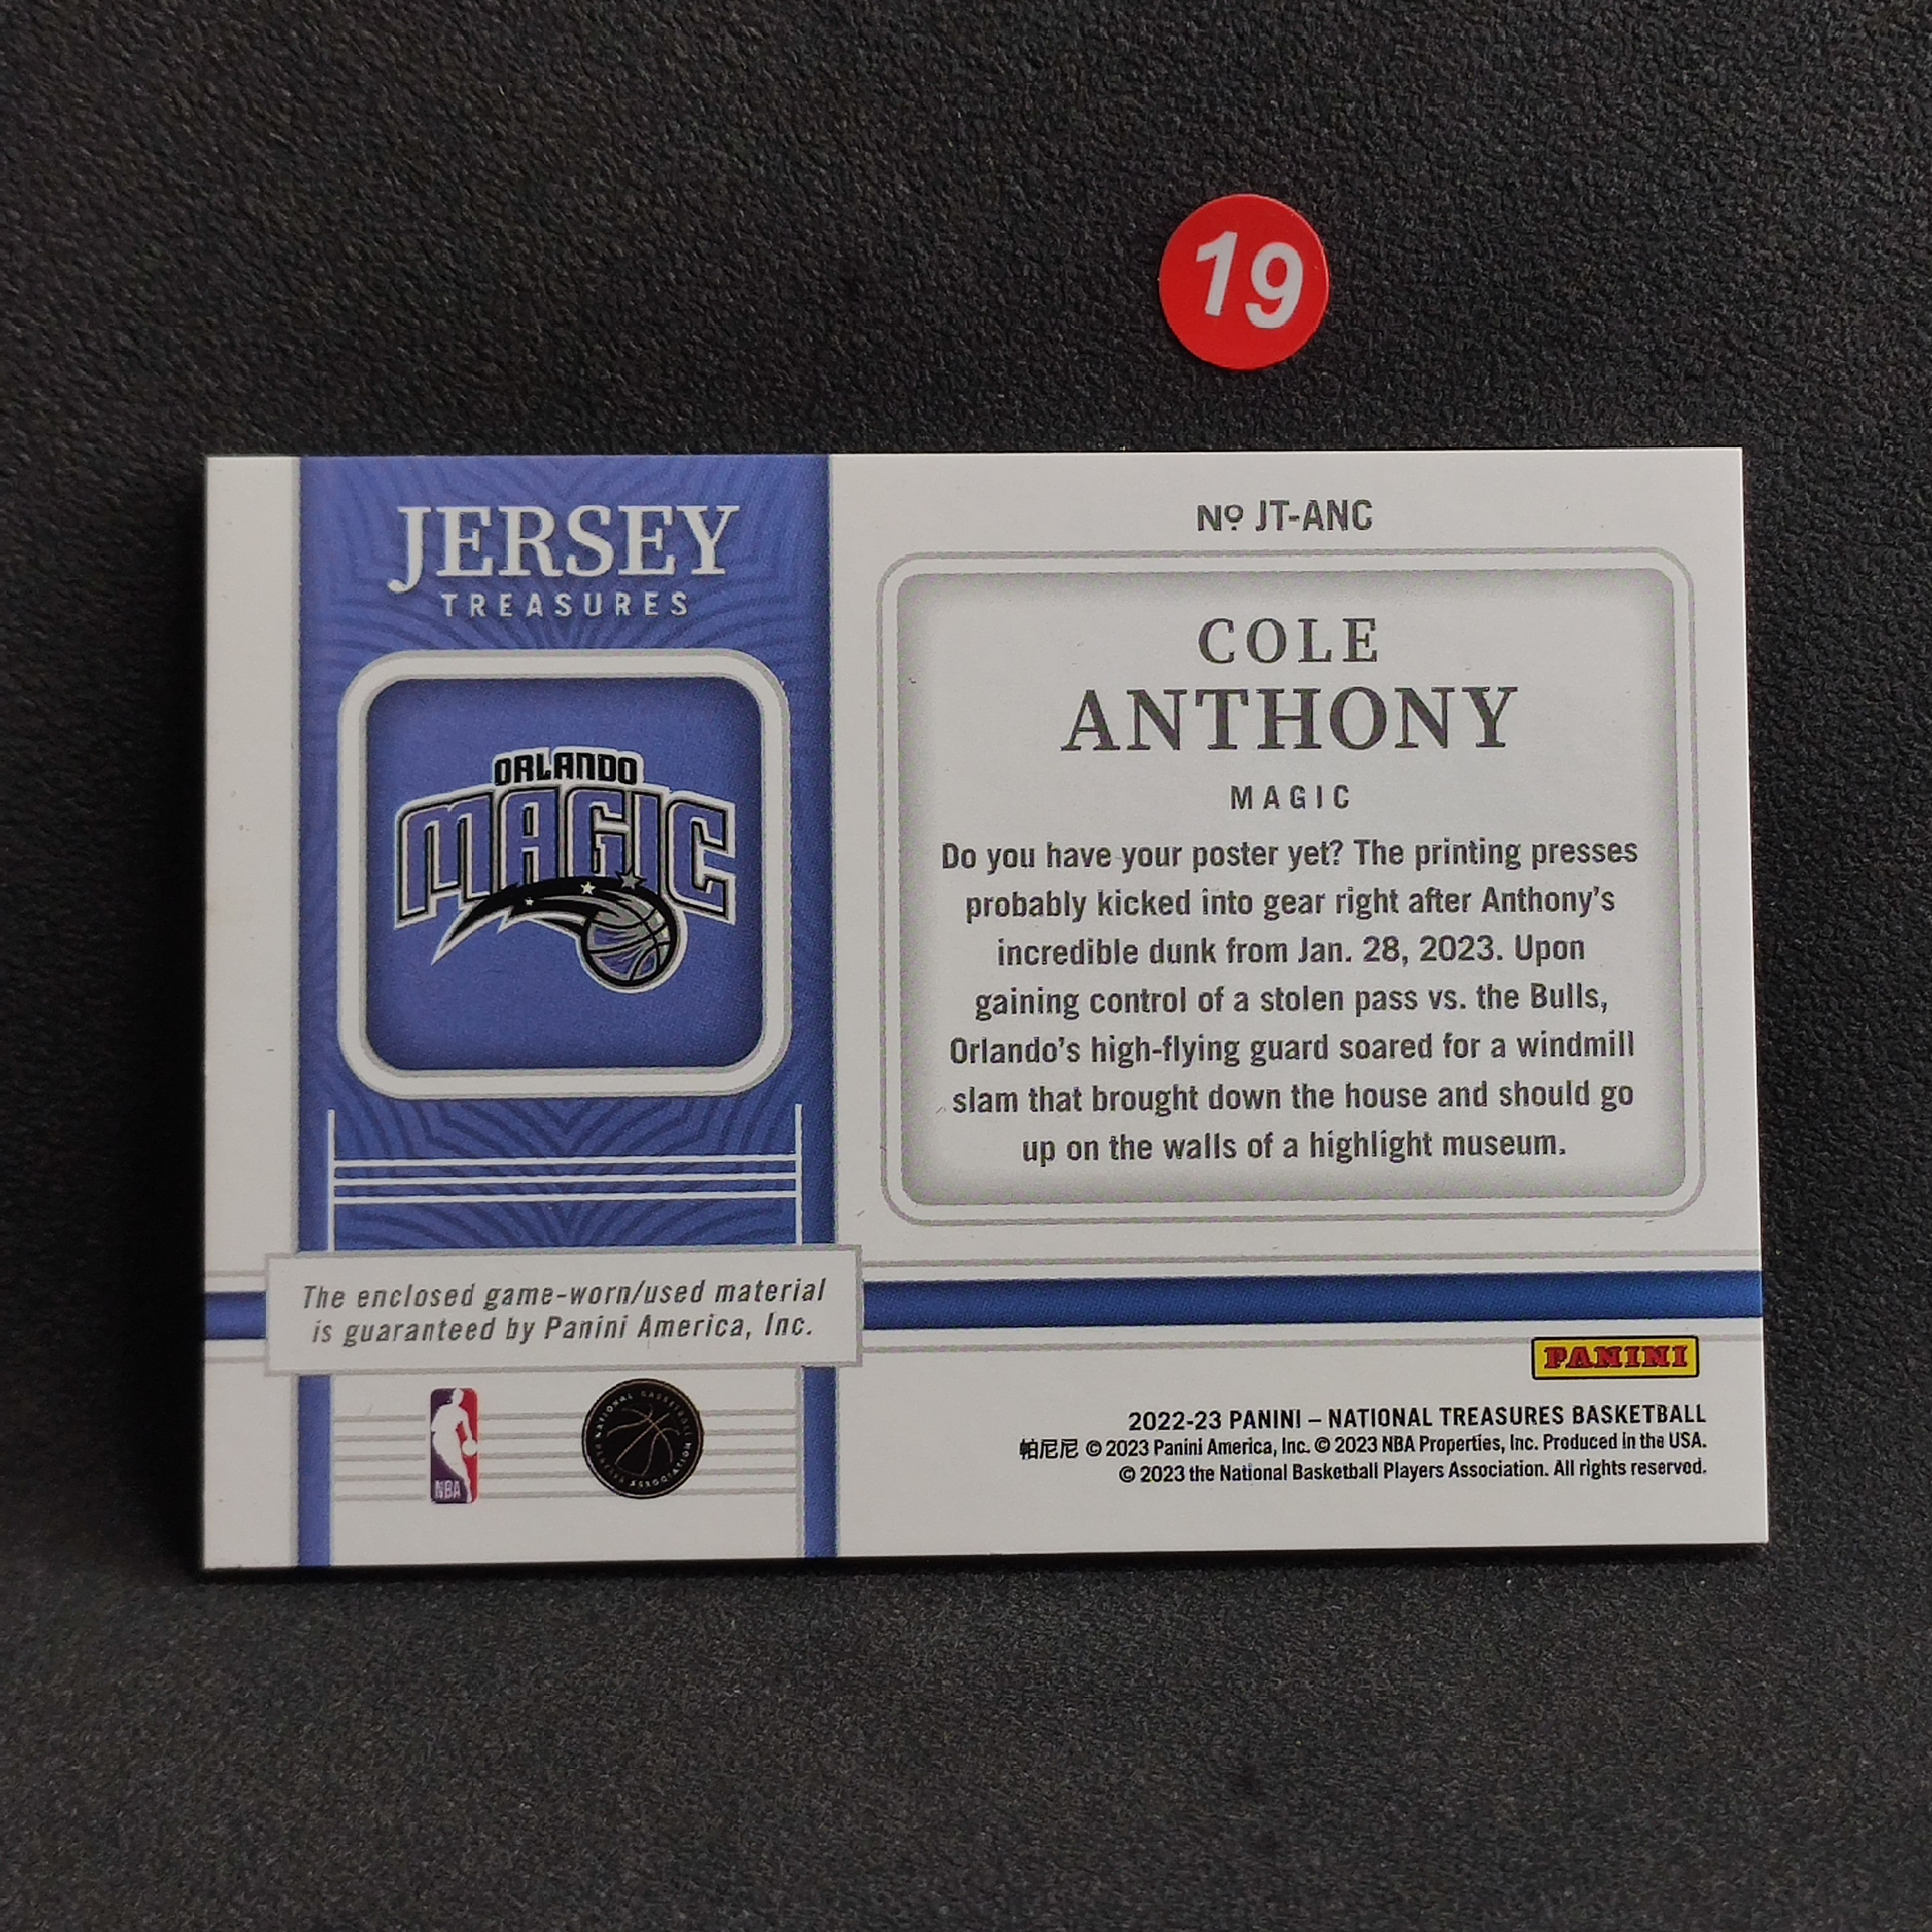 19
JERSEY
TREASURES
ORLANDO
MAGIC
The enclosed game-worn/used material
is guaranteed by Panini America, Inc.
NBA
NATIONAL BASKETBALL
PLAYERS ASSOCIATION
Nº JT-ANC
COLE
ANTHONY
MAGIC
Do you have your poster yet? The printing presses
probably kicked into gear right after Anthony's
incredible dunk from Jan. 28, 2023. Upon
gaining control of a stolen pass vs. the Bulls,
Orlando's high-flying guard soared for a windmill
slam that brought down the house and should go
up on the walls of a highlight museum.
PANINI
2022-23 PANINI – NATIONAL TREASURES BASKETBALL
帕尼尼 © 2023 Panini America, Inc. © 2023 NBA Properties, Inc. Produced in the USA.
© 2023 the National Basketball Players Association. All rights reserved.